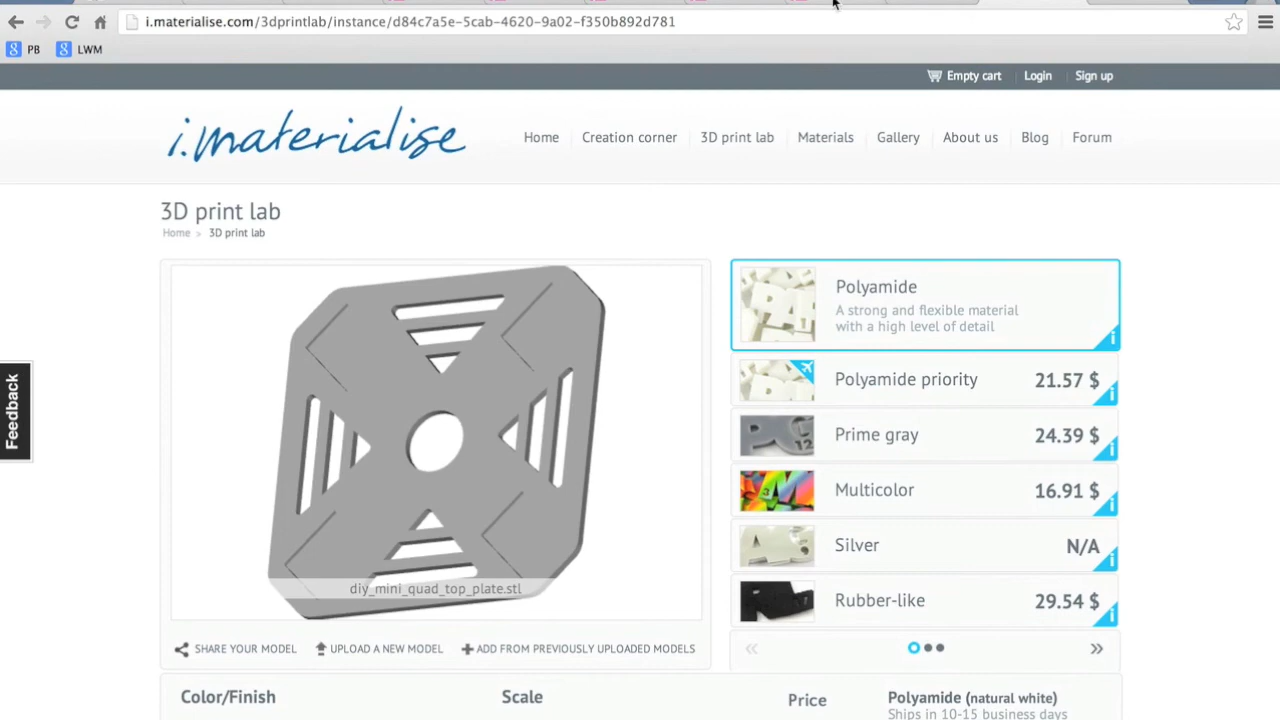 i.materialise.com/3dprintlab/instance/d84c7a5e-5cab-4620-9a02-f350b892d781
8 PB 8 LWM
Empty cart Login Sign up
i.materialise
Home Creation corner 3D print lab Materials Gallery About us Blog Forum
3D print lab
Home > 3D print lab
Polyamide
A strong and flexible material
with a high level of detail
Polyamide priority 21.57 $
Prime gray 24.39 $
Multicolor 16.91 $
Silver N/A
Rubber-like 29.54 $
diy_mini_quad_top_plate.stl
SHARE YOUR MODEL UPLOAD A NEW MODEL ADD FROM PREVIOUSLY UPLOADED MODELS
« »
Color/Finish Scale Price Polyamide (natural white)
Ships in 10-15 business days
Feedback